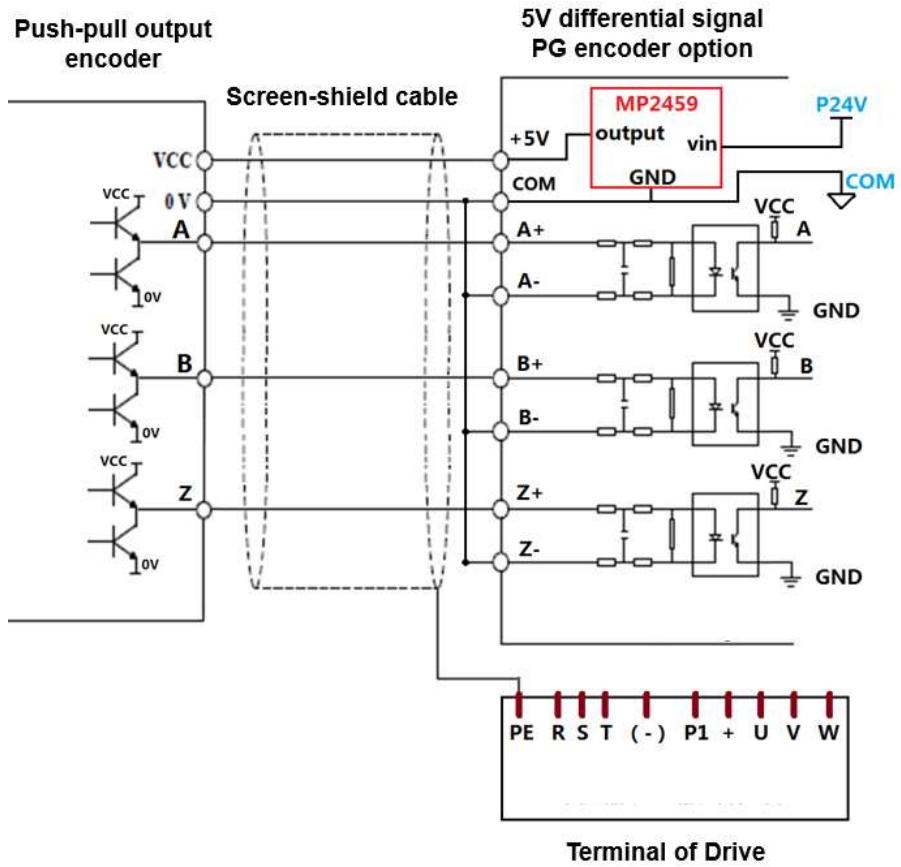 Push-pull output
encoder
5V differential signal
PG encoder option
Screen-shield cable
MP2459
P24V
+5V
output
vin
VCC
COM
GND
COM
VCC
0 V
VCC
A
A+
A
0V
A-
GND
VCC
VCC
B
B+
B
0V
B-
GND
VCC
VCC
Z
Z+
Z
0V
Z-
GND
PE R S T ( - ) P1 + U V W
Terminal of Drive